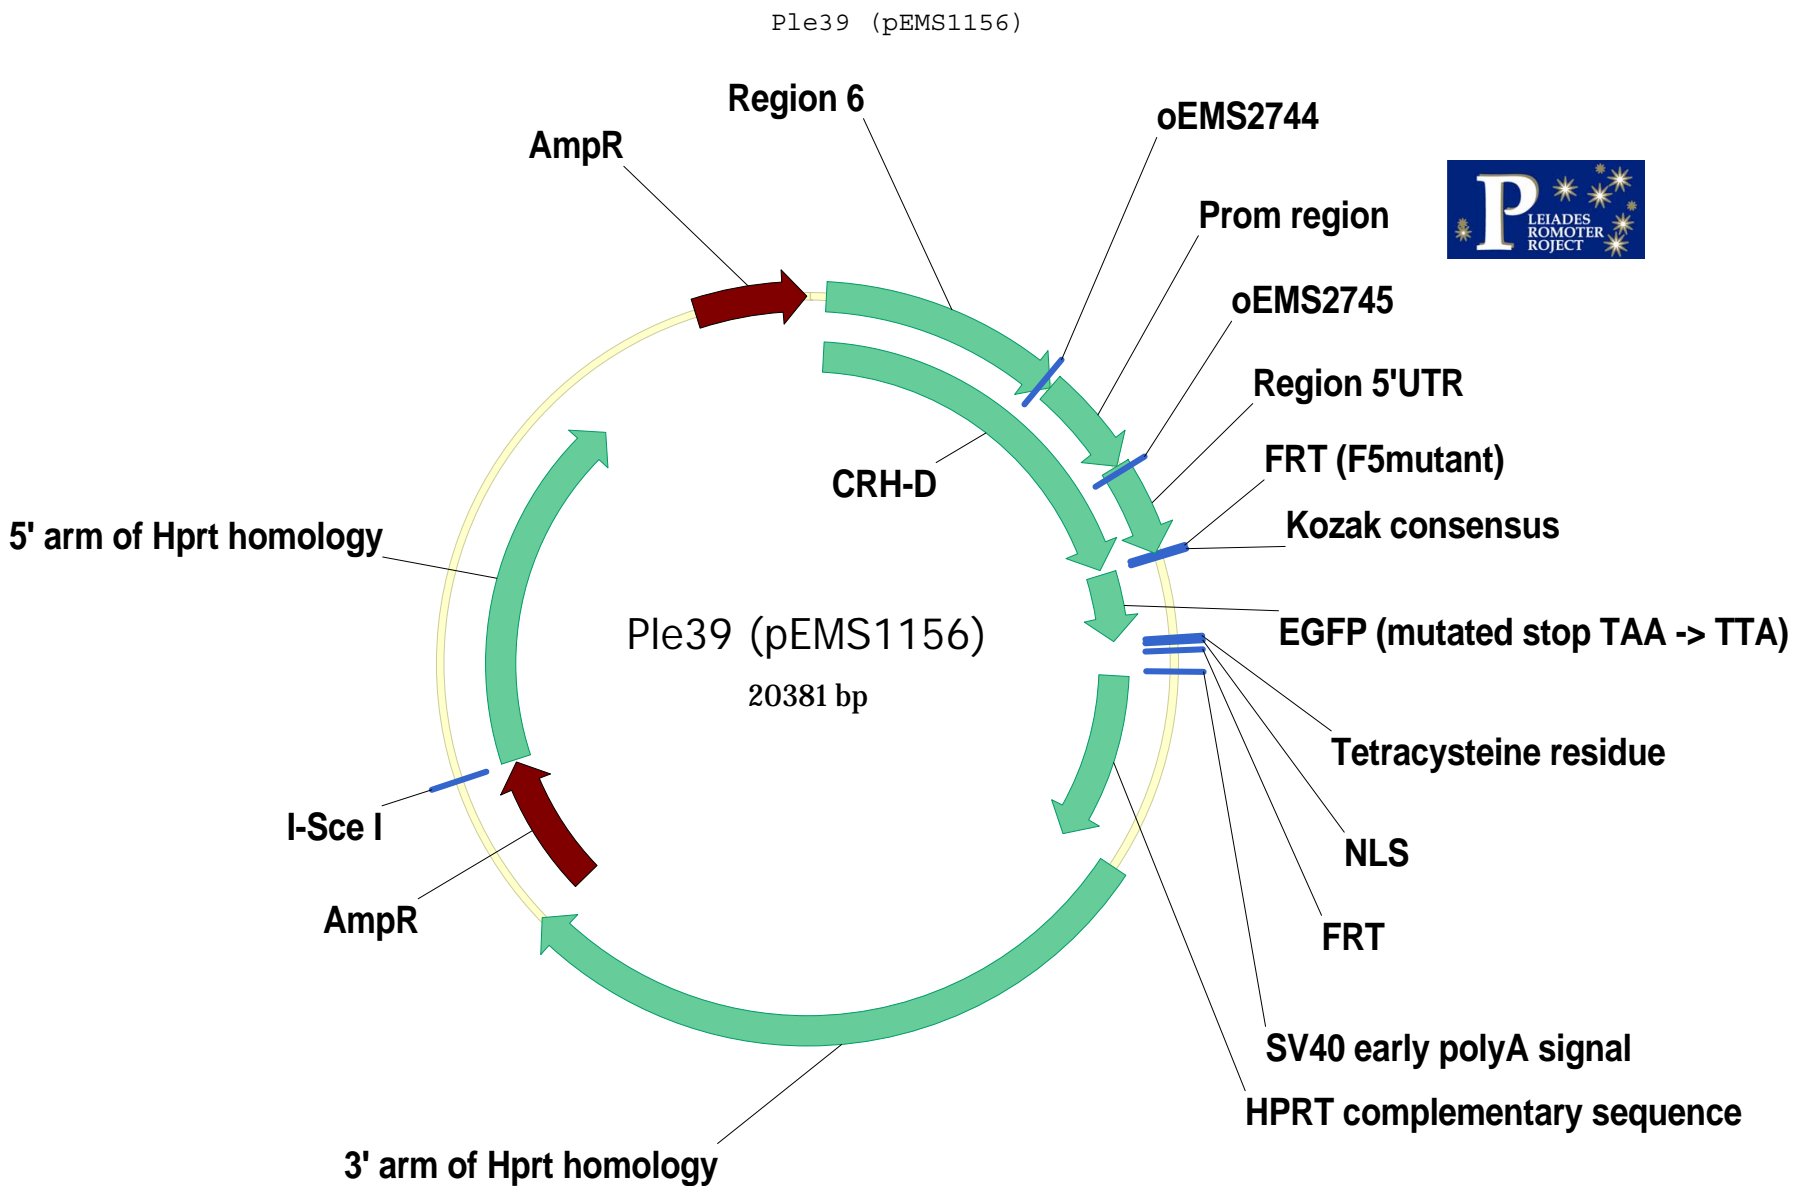 Ple39 (pEMS1156)
Region 6
oEMS2744
AmpR
Prom region
PLEIADES
PROMOTER
PROJECT
oEMS2745
Region 5'UTR
FRT (F5mutant)
CRH-D
Kozak consensus
5' arm of Hprt homology
EGFP (mutated stop TAA -> TTA)
Ple39 (pEMS1156)
20381 bp
Tetracysteine residue
I-Sce I
NLS
AmpR
FRT
SV40 early polyA signal
HPRT complementary sequence
3' arm of Hprt homology